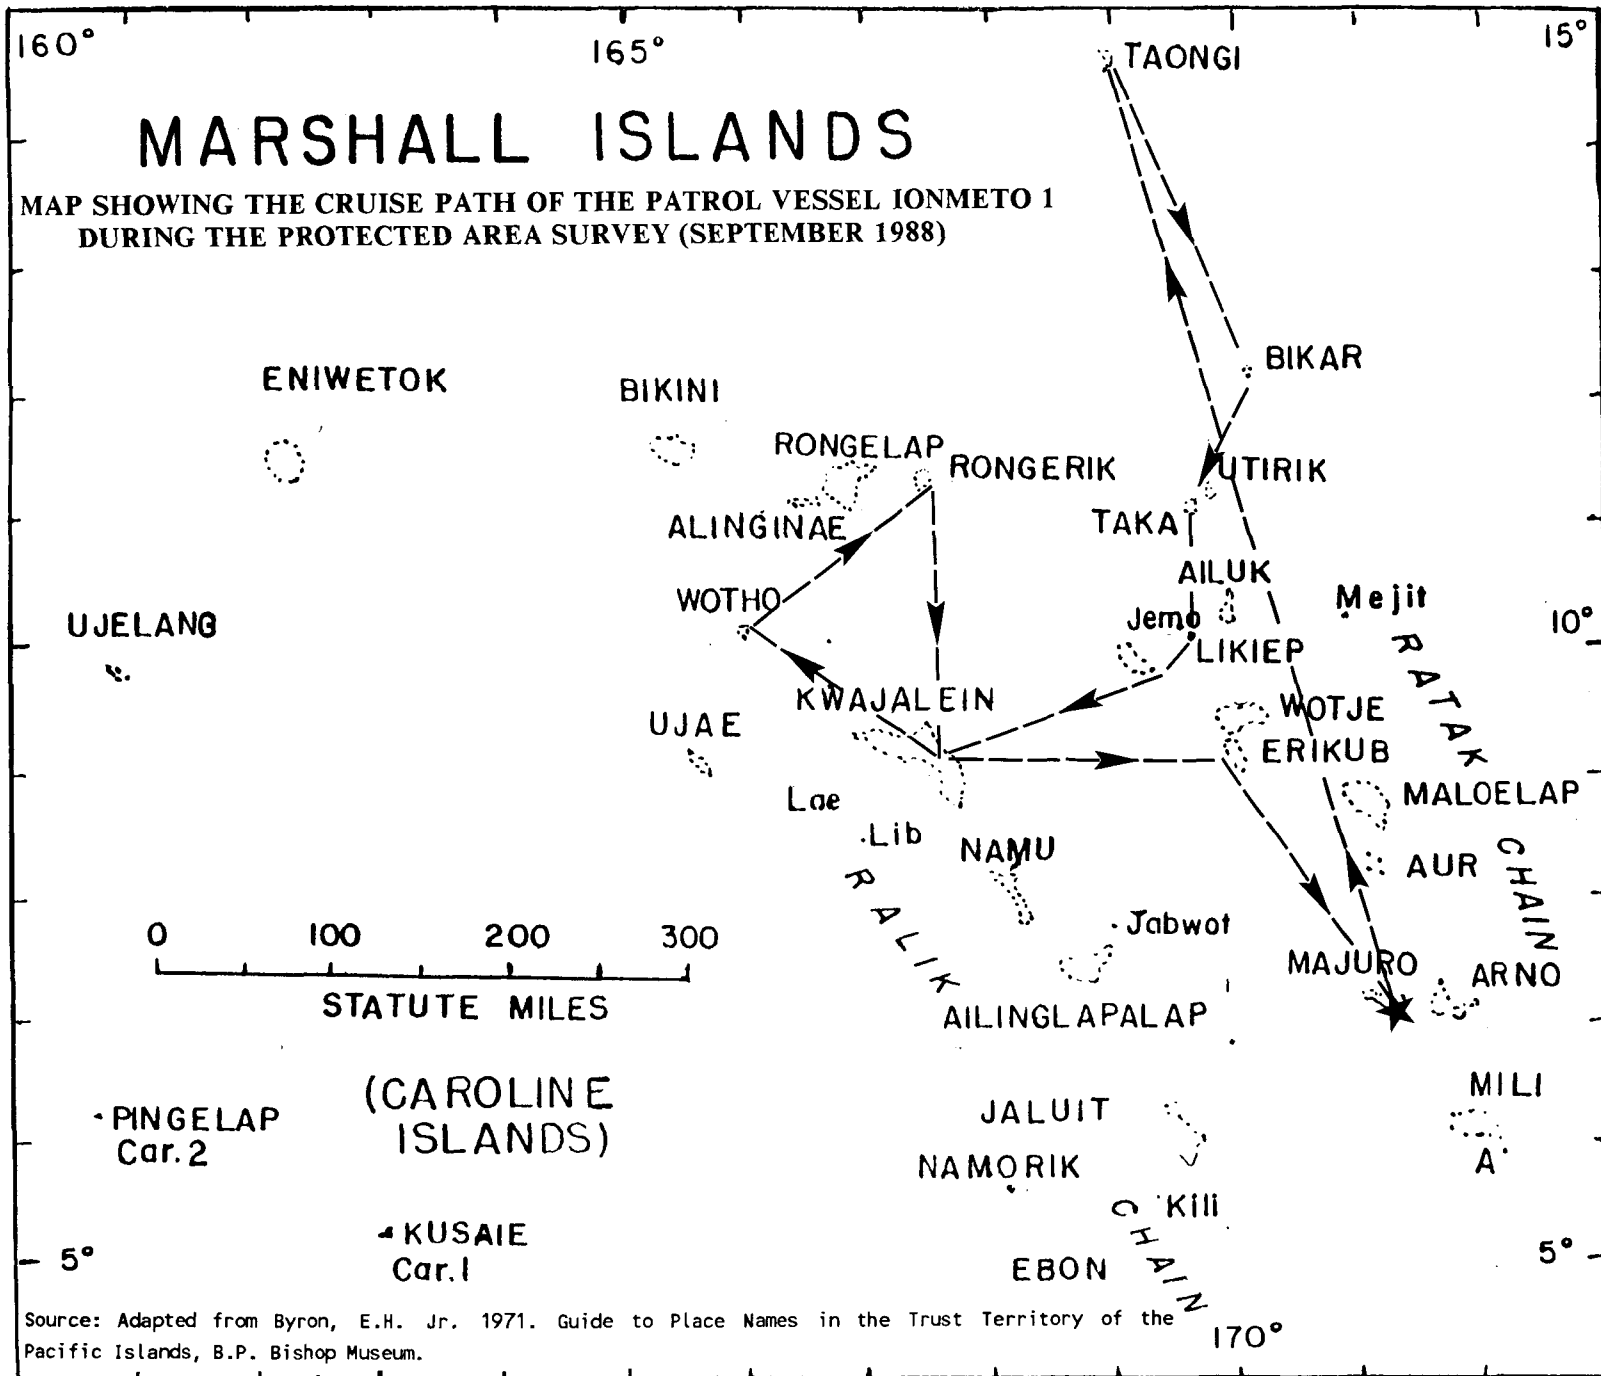 160°
165°
15°
TAONGI
MARSHALL ISLANDS
MAP SHOWING THE CRUISE PATH OF THE PATROL VESSEL IONMETO 1
DURING THE PROTECTED AREA SURVEY (SEPTEMBER 1988)
BIKAR
ENIWETOK
BIKINI
RONGELAP
RONGERIK
UTIRIK
ALINGINAE
TAKA
AILUK
WOTHO
Mejit
UJELANG
Jemo
10°
LIKIEP
RATAK
KWAJALEIN
WOTJE
UJAE
ERIKUB
Lae
MALOELAP
Lib
NAMU
AUR
CHAIN
RALIK
0 100 200 300
Jabwot
MAJURO
ARNO
STATUTE MILES
AILINGLAPALAP
(CAROLINE
ISLANDS)
MILI
PINGELAP
Car.2
JALUIT
NAMORIK
A
Kili
CHAIN
KUSAIE
Car.1
5°
5°
EBON
Source: Adapted from Byron, E.H. Jr. 1971. Guide to Place Names in the Trust Territory of the
Pacific Islands, B.P. Bishop Museum.
170°